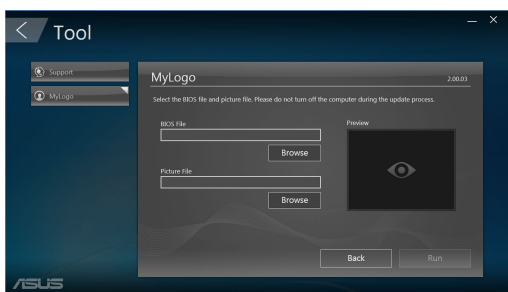 Tool
Support
MyLogo
MyLogo
2.00.03
Select the BIOS file and picture file. Please do not turn off the computer during the update process.
BIOS File
Browse
Picture File
Browse
Preview
Back
Run
ASUS